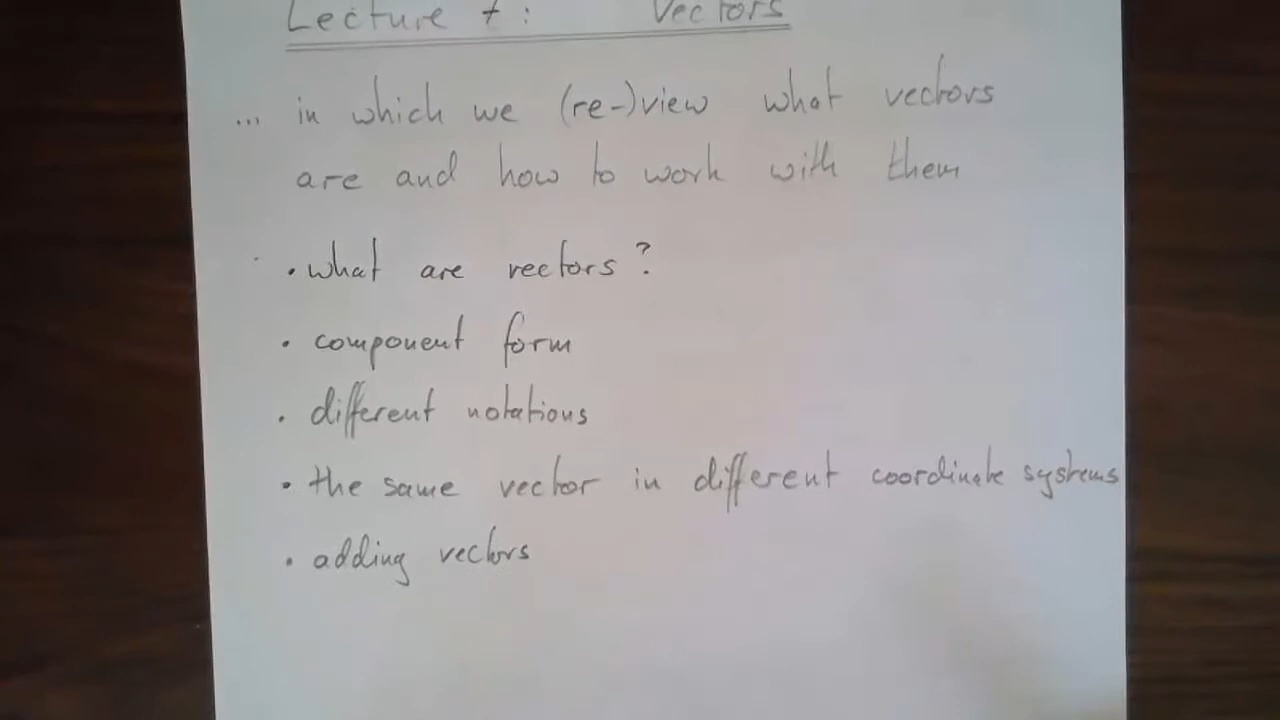 Lecture : Vectors
... in which we (re-)view what vectors
are and how to work with them
• what are vectors?
• component form
• different notations
• the same vector in different coordinate systems
• adding vectors